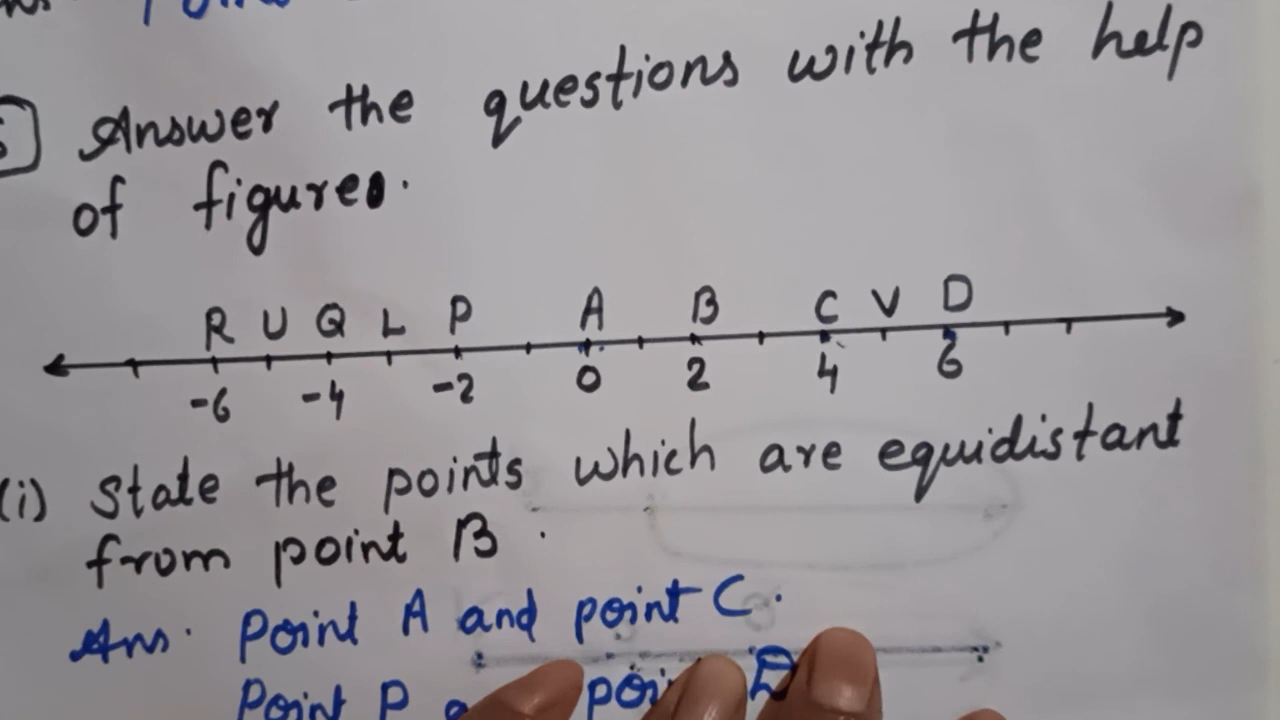 Answer the questions with the help
of figures.
R U Q L P A B C V D
-6 -4 -2 0 2 4 6
(i) State the points which are equidistant
from point B.
Ans. Point A and point C.
Point P